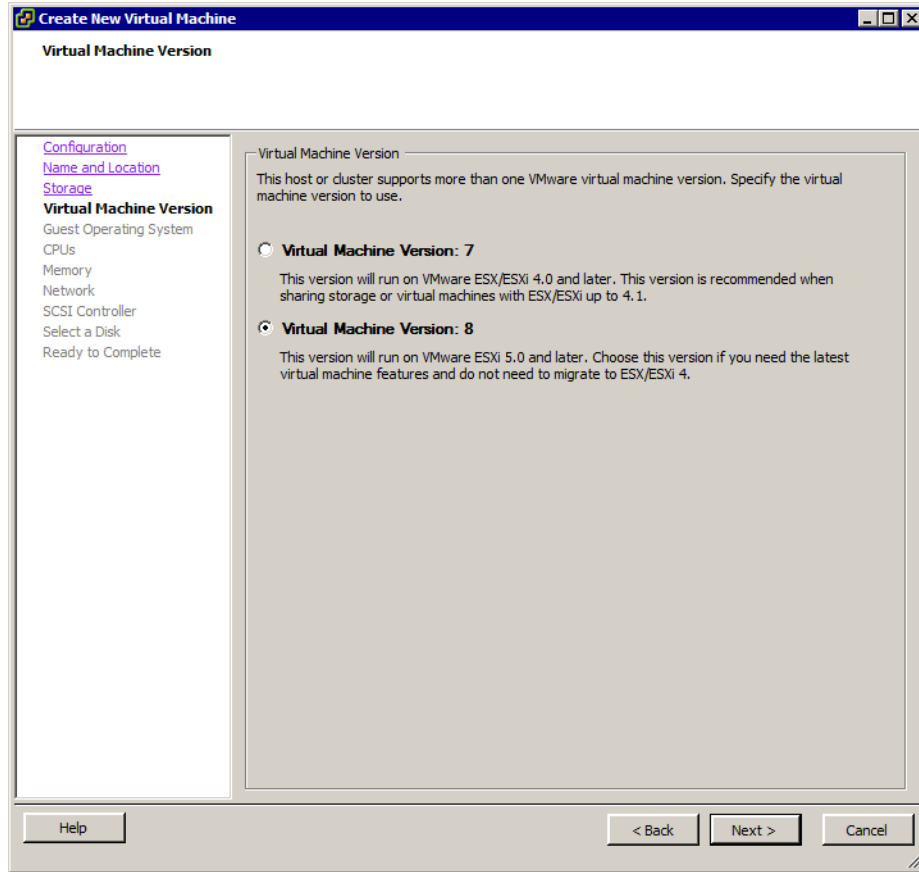 Create New Virtual Machine
Virtual Machine Version
Configuration
Name and Location
Storage
Virtual Machine Version
Guest Operating System
CPUs
Memory
Network
SCSI Controller
Select a Disk
Ready to Complete
Virtual Machine Version
This host or cluster supports more than one VMware virtual machine version. Specify the virtual
machine version to use.
Virtual Machine Version: 7
This version will run on VMware ESX/ESXi 4.0 and later. This version is recommended when
sharing storage or virtual machines with ESX/ESXi up to 4.1.
Virtual Machine Version: 8
This version will run on VMware ESXi 5.0 and later. Choose this version if you need the latest
virtual machine features and do not need to migrate to ESX/ESXi 4.
Help
< Back
Next >
Cancel